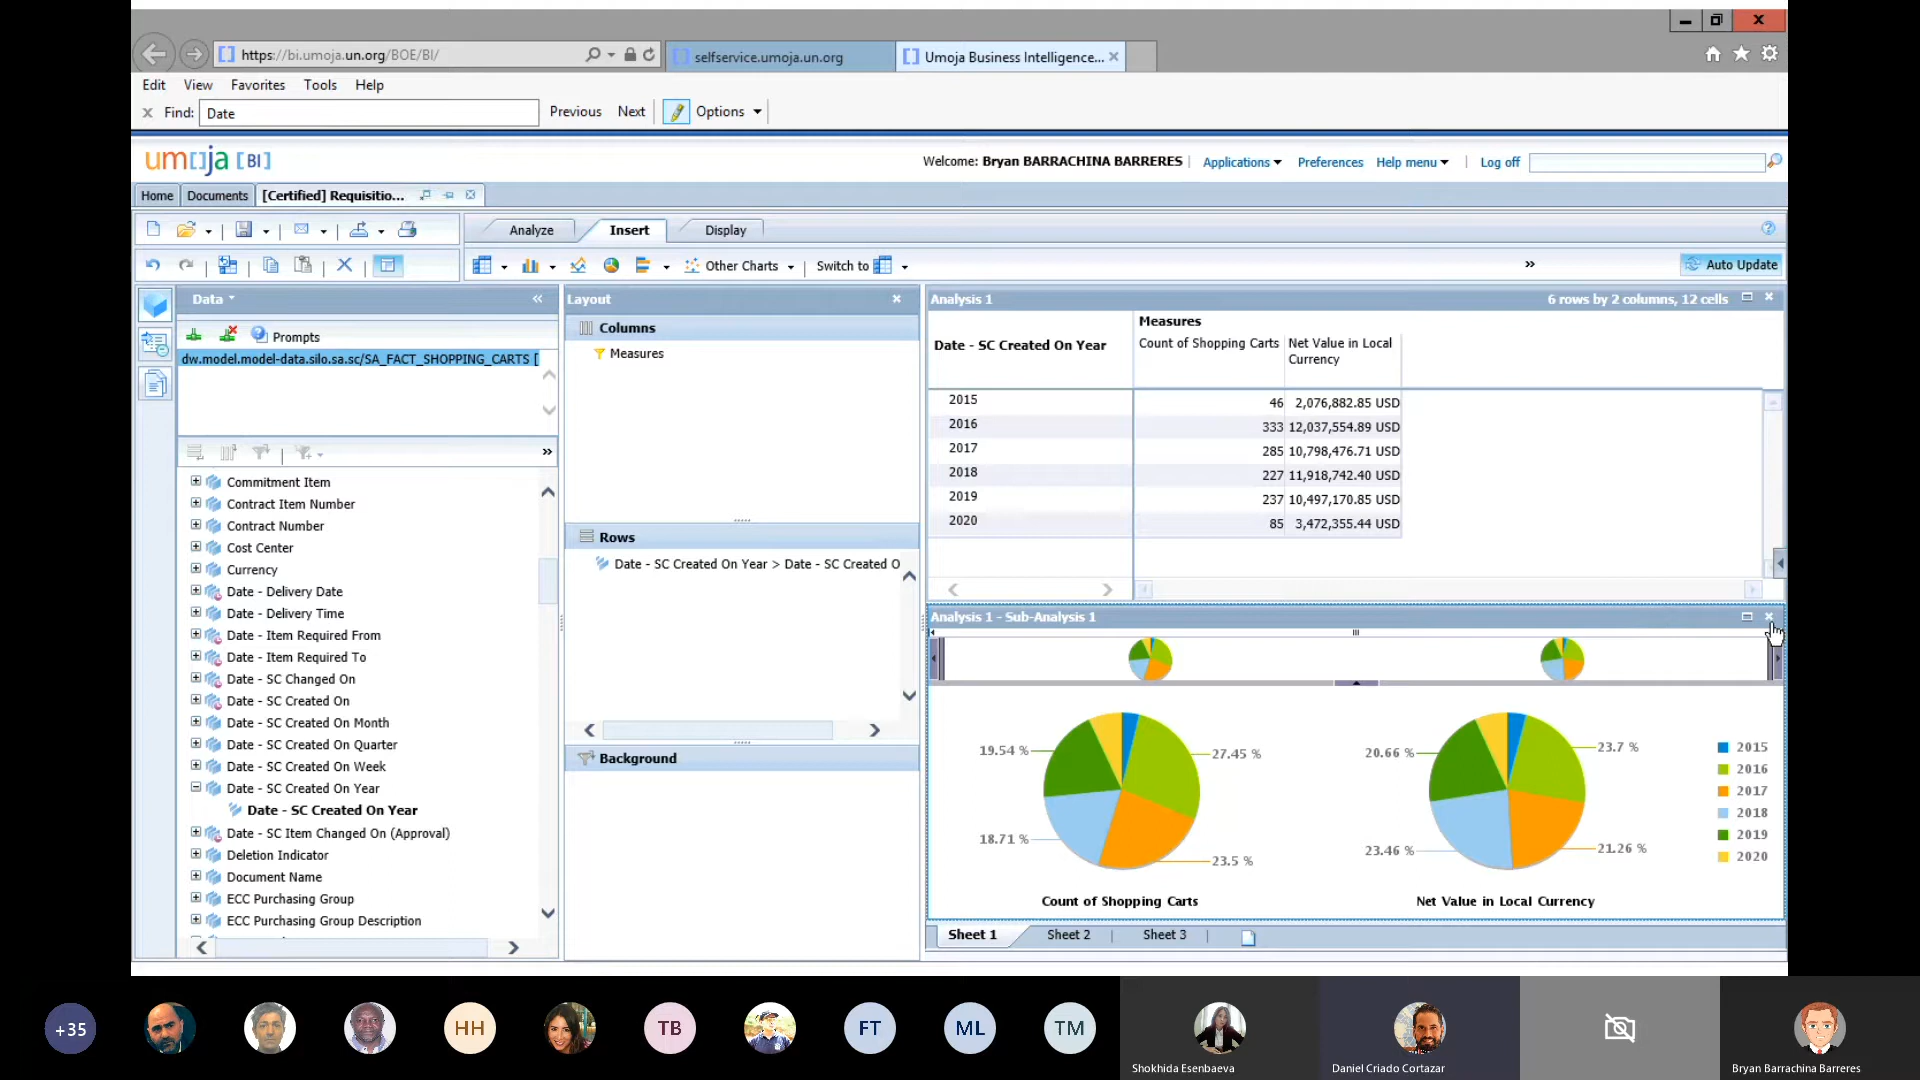 https://bi.umoja.un.org/BOE/BI/
selfservice.umoja.un.org
Umoja Business Intelligence...
Edit View Favorites Tools Help
x Find: Date Previous Next Options
um[]ja [BI]
Welcome: Bryan BARRACHINA BARRERES Applications Preferences Help menu Log off
Home Documents [Certified] Requisitio...
Analyze Insert Display
Other Charts Switch to » Auto Update
Data «
Prompts
dw.model.model-data.silo.sa.sc/SA_FACT_SHOPPING_CARTS [
»
Commitment Item
Contract Item Number
Contract Number
Cost Center
Currency
Date - Delivery Date
Date - Delivery Time
Date - Item Required From
Date - Item Required To
Date - SC Changed On
Date - SC Created On
Date - SC Created On Month
Date - SC Created On Quarter
Date - SC Created On Week
Date - SC Created On Year
Date - SC Created On Year
Date - SC Item Changed On (Approval)
Deletion Indicator
Document Name
ECC Purchasing Group
ECC Purchasing Group Description
Layout
Columns
Measures
Rows
Date - SC Created On Year > Date - SC Created O
Background
Analysis 1 6 rows by 2 columns, 12 cells
Measures
Date - SC Created On Year Count of Shopping Carts Net Value in Local
Currency
2015 46 2,076,882.85 USD
2016 333 12,037,554.89 USD
2017 285 10,798,476.71 USD
2018 227 11,918,742.40 USD
2019 237 10,497,170.85 USD
2020 85 3,472,355.44 USD
Analysis 1 - Sub-Analysis 1
19.54 % 27.45 %
18.71 % 23.5 %
Count of Shopping Carts
20.66 % 23.7 %
23.46 % 21.26 %
Net Value in Local Currency
2015
2016
2017
2018
2019
2020
Sheet 1 Sheet 2 Sheet 3
+35 HH TB FT ML TM
Shokhida Esenbaeva Daniel Criado Cortazar Bryan Barrachina Barreres